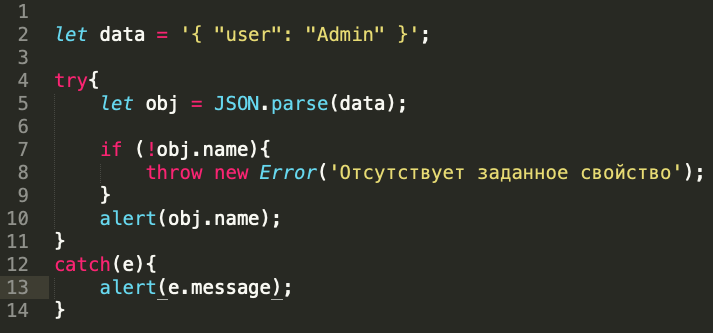 1
2 let data = '{ "user": "Admin" }';
3
4 try{
5     let obj = JSON.parse(data);
6
7     if (!obj.name){
8         throw new Error('Отсутствует заданное свойство');
9     }
10     alert(obj.name);
11 }
12 catch(e){
13     alert(e.message);
14 }